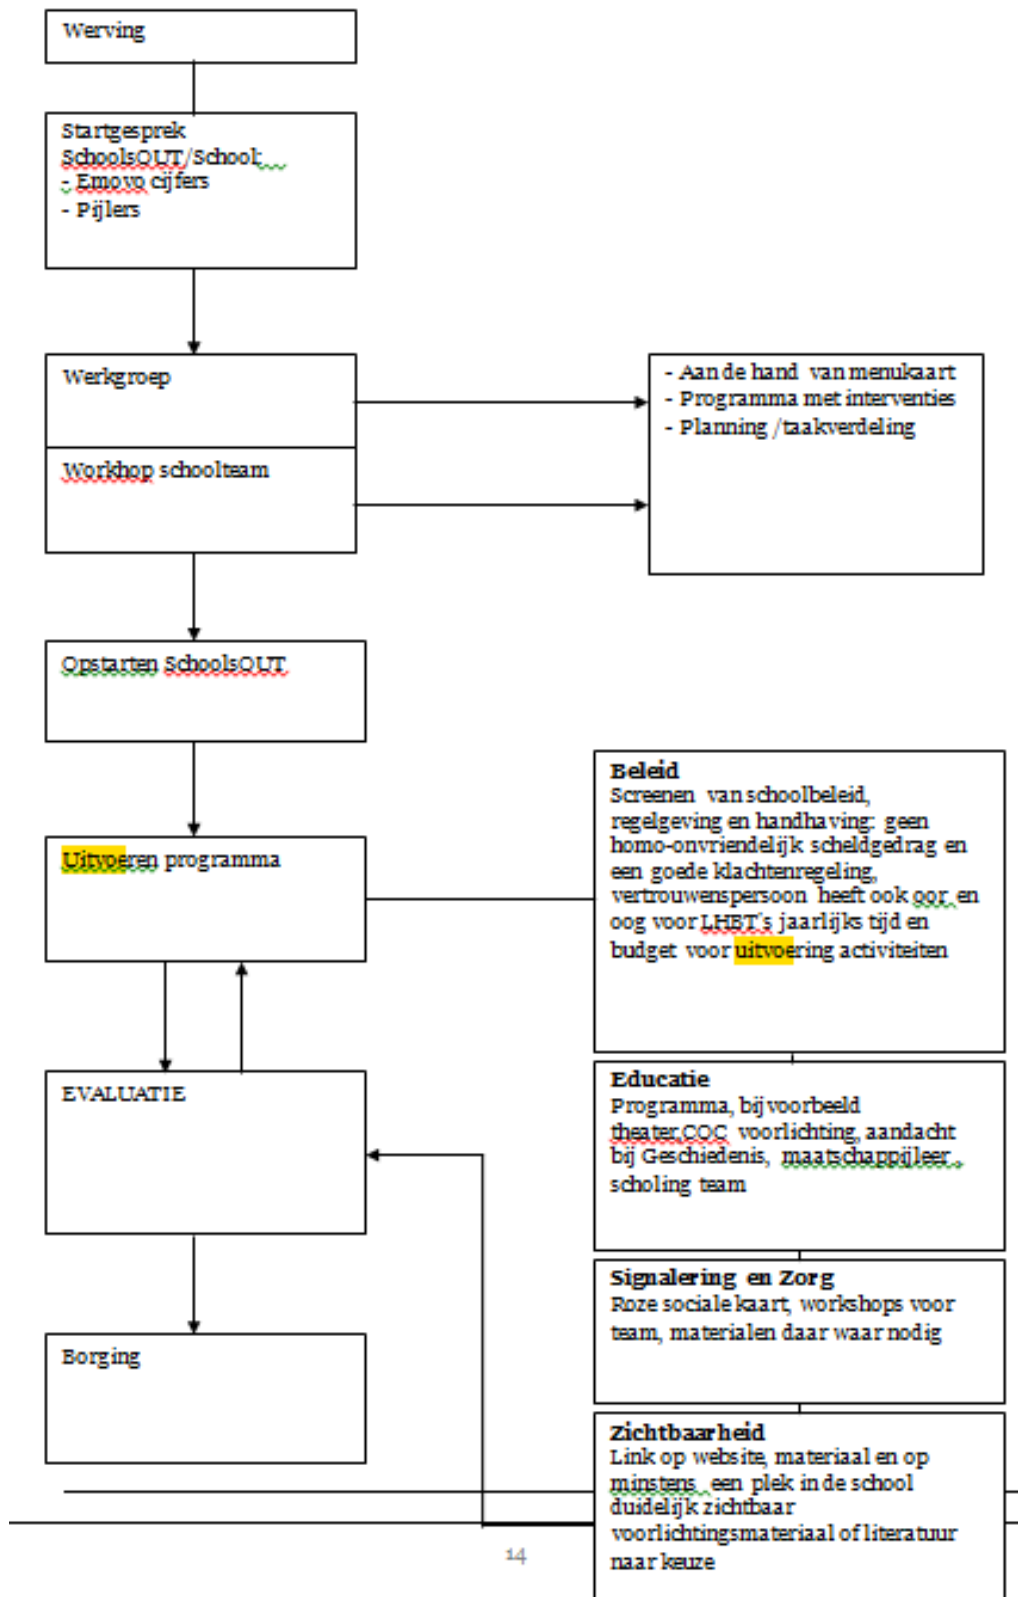 Werving
Startgesprek
SchoolsOUT/School:
- Emovo cijfers
- Pijlers
Werkgroep
- Aan de hand van menukaart
- Programma met interventies
- Planning /taakverdeling
Workhop schoolteam
Opstarten SchoolsOUT
Uitvoeren programma
Beleid
Screenen van schoolbeleid,
regelgeving en handhaving: geen
homo-onvriendelijk scheldgedrag en
een goede klachtenregeling,
vertrouwenspersoon heeft ook oor en
oog voor LHBT's jaarlijks tijd en
budget voor uitvoering activiteiten
EVALUATIE
Educatie
Programma, bijvoorbeeld
theater,COC voorlichting, aandacht
bij Geschiedenis, maatschappijleer ,
scholing team
Signalering en Zorg
Roze sociale kaart, workshops voor
team, materialen daar waar nodig
Borging
Zichtbaarheid
Link op website, materiaal en op
minstens een plek in de school
duidelijk zichtbaar
voorlichtingsmateriaal of literatuur
naar keuze
14